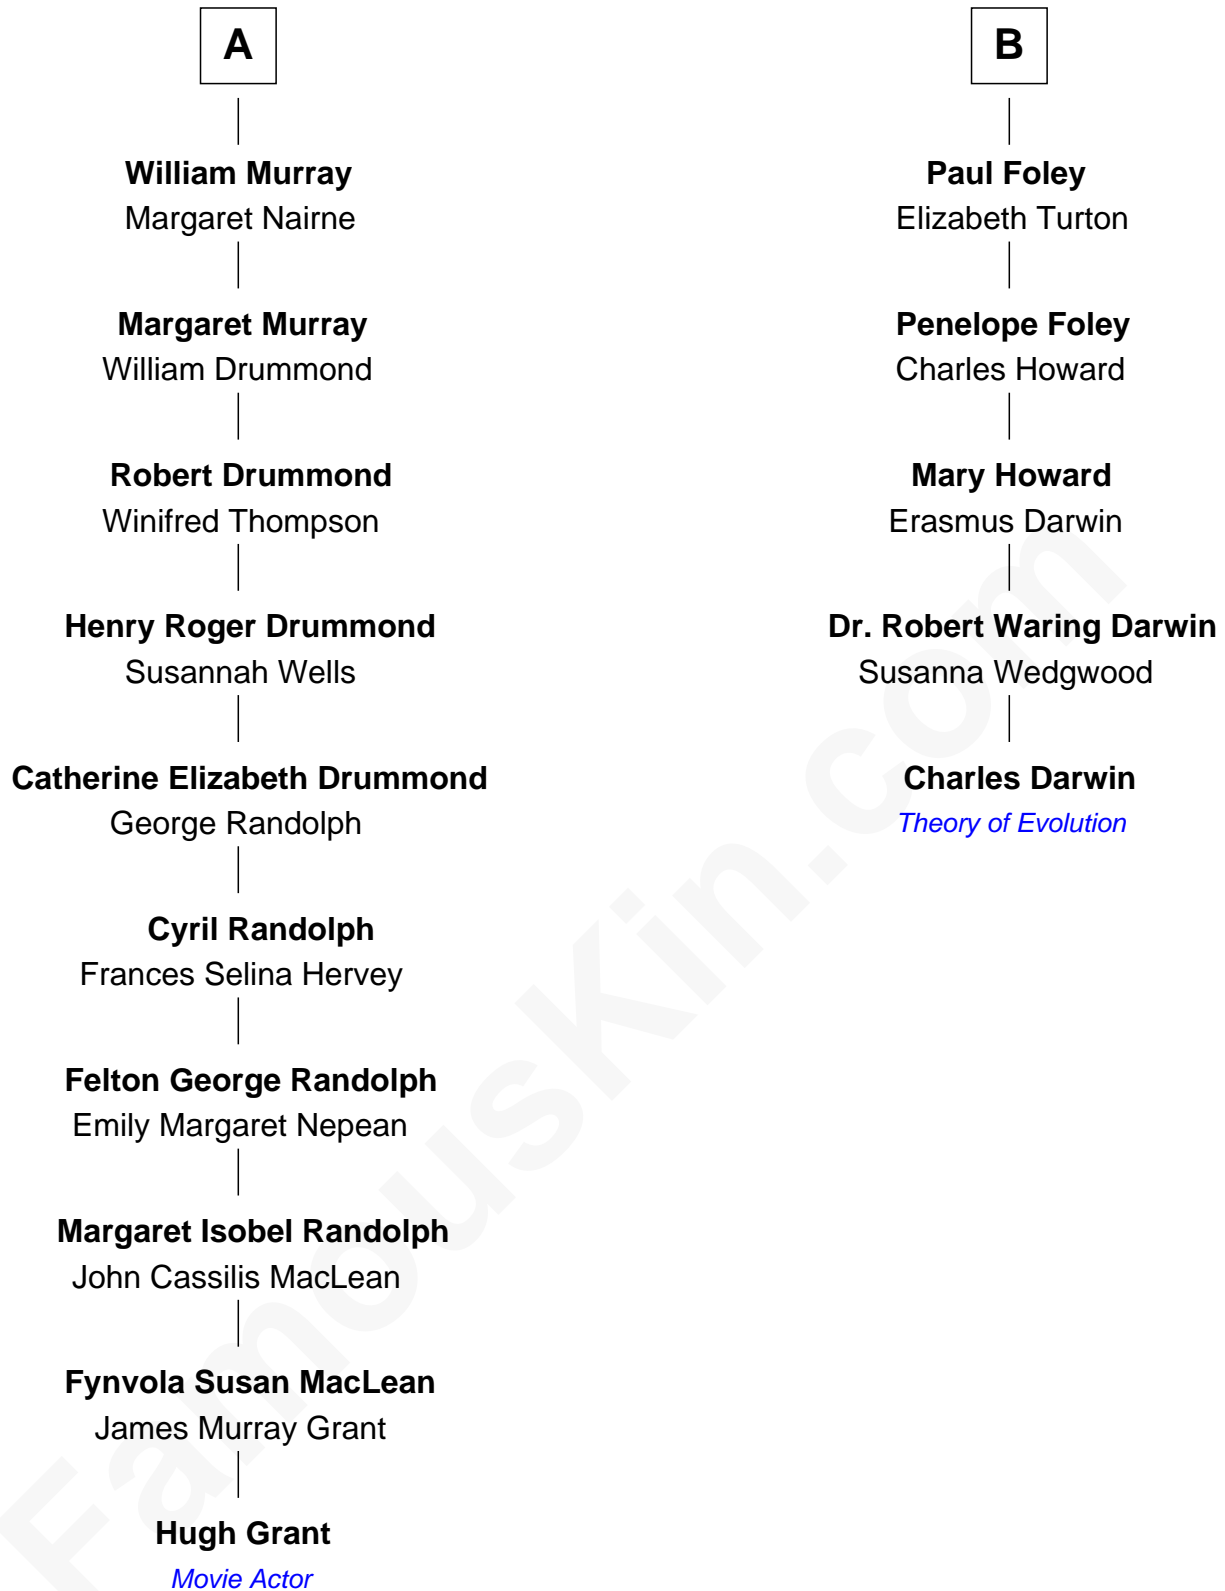 A
William Murray
Margaret Nairne
Margaret Murray
William Drummond
Robert Drummond
Winifred Thompson
Henry Roger Drummond
Susannah Wells
Catherine Elizabeth Drummond
George Randolph
Cyril Randolph
Frances Selina Hervey
Felton George Randolph
Emily Margaret Nepean
Margaret Isobel Randolph
John Cassilis MacLean
Fynvola Susan MacLean
James Murray Grant
Hugh Grant
Movie Actor
B
Paul Foley
Elizabeth Turton
Penelope Foley
Charles Howard
Mary Howard
Erasmus Darwin
Dr. Robert Waring Darwin
Susanna Wedgwood
Charles Darwin
Theory of Evolution
FamousKin.com